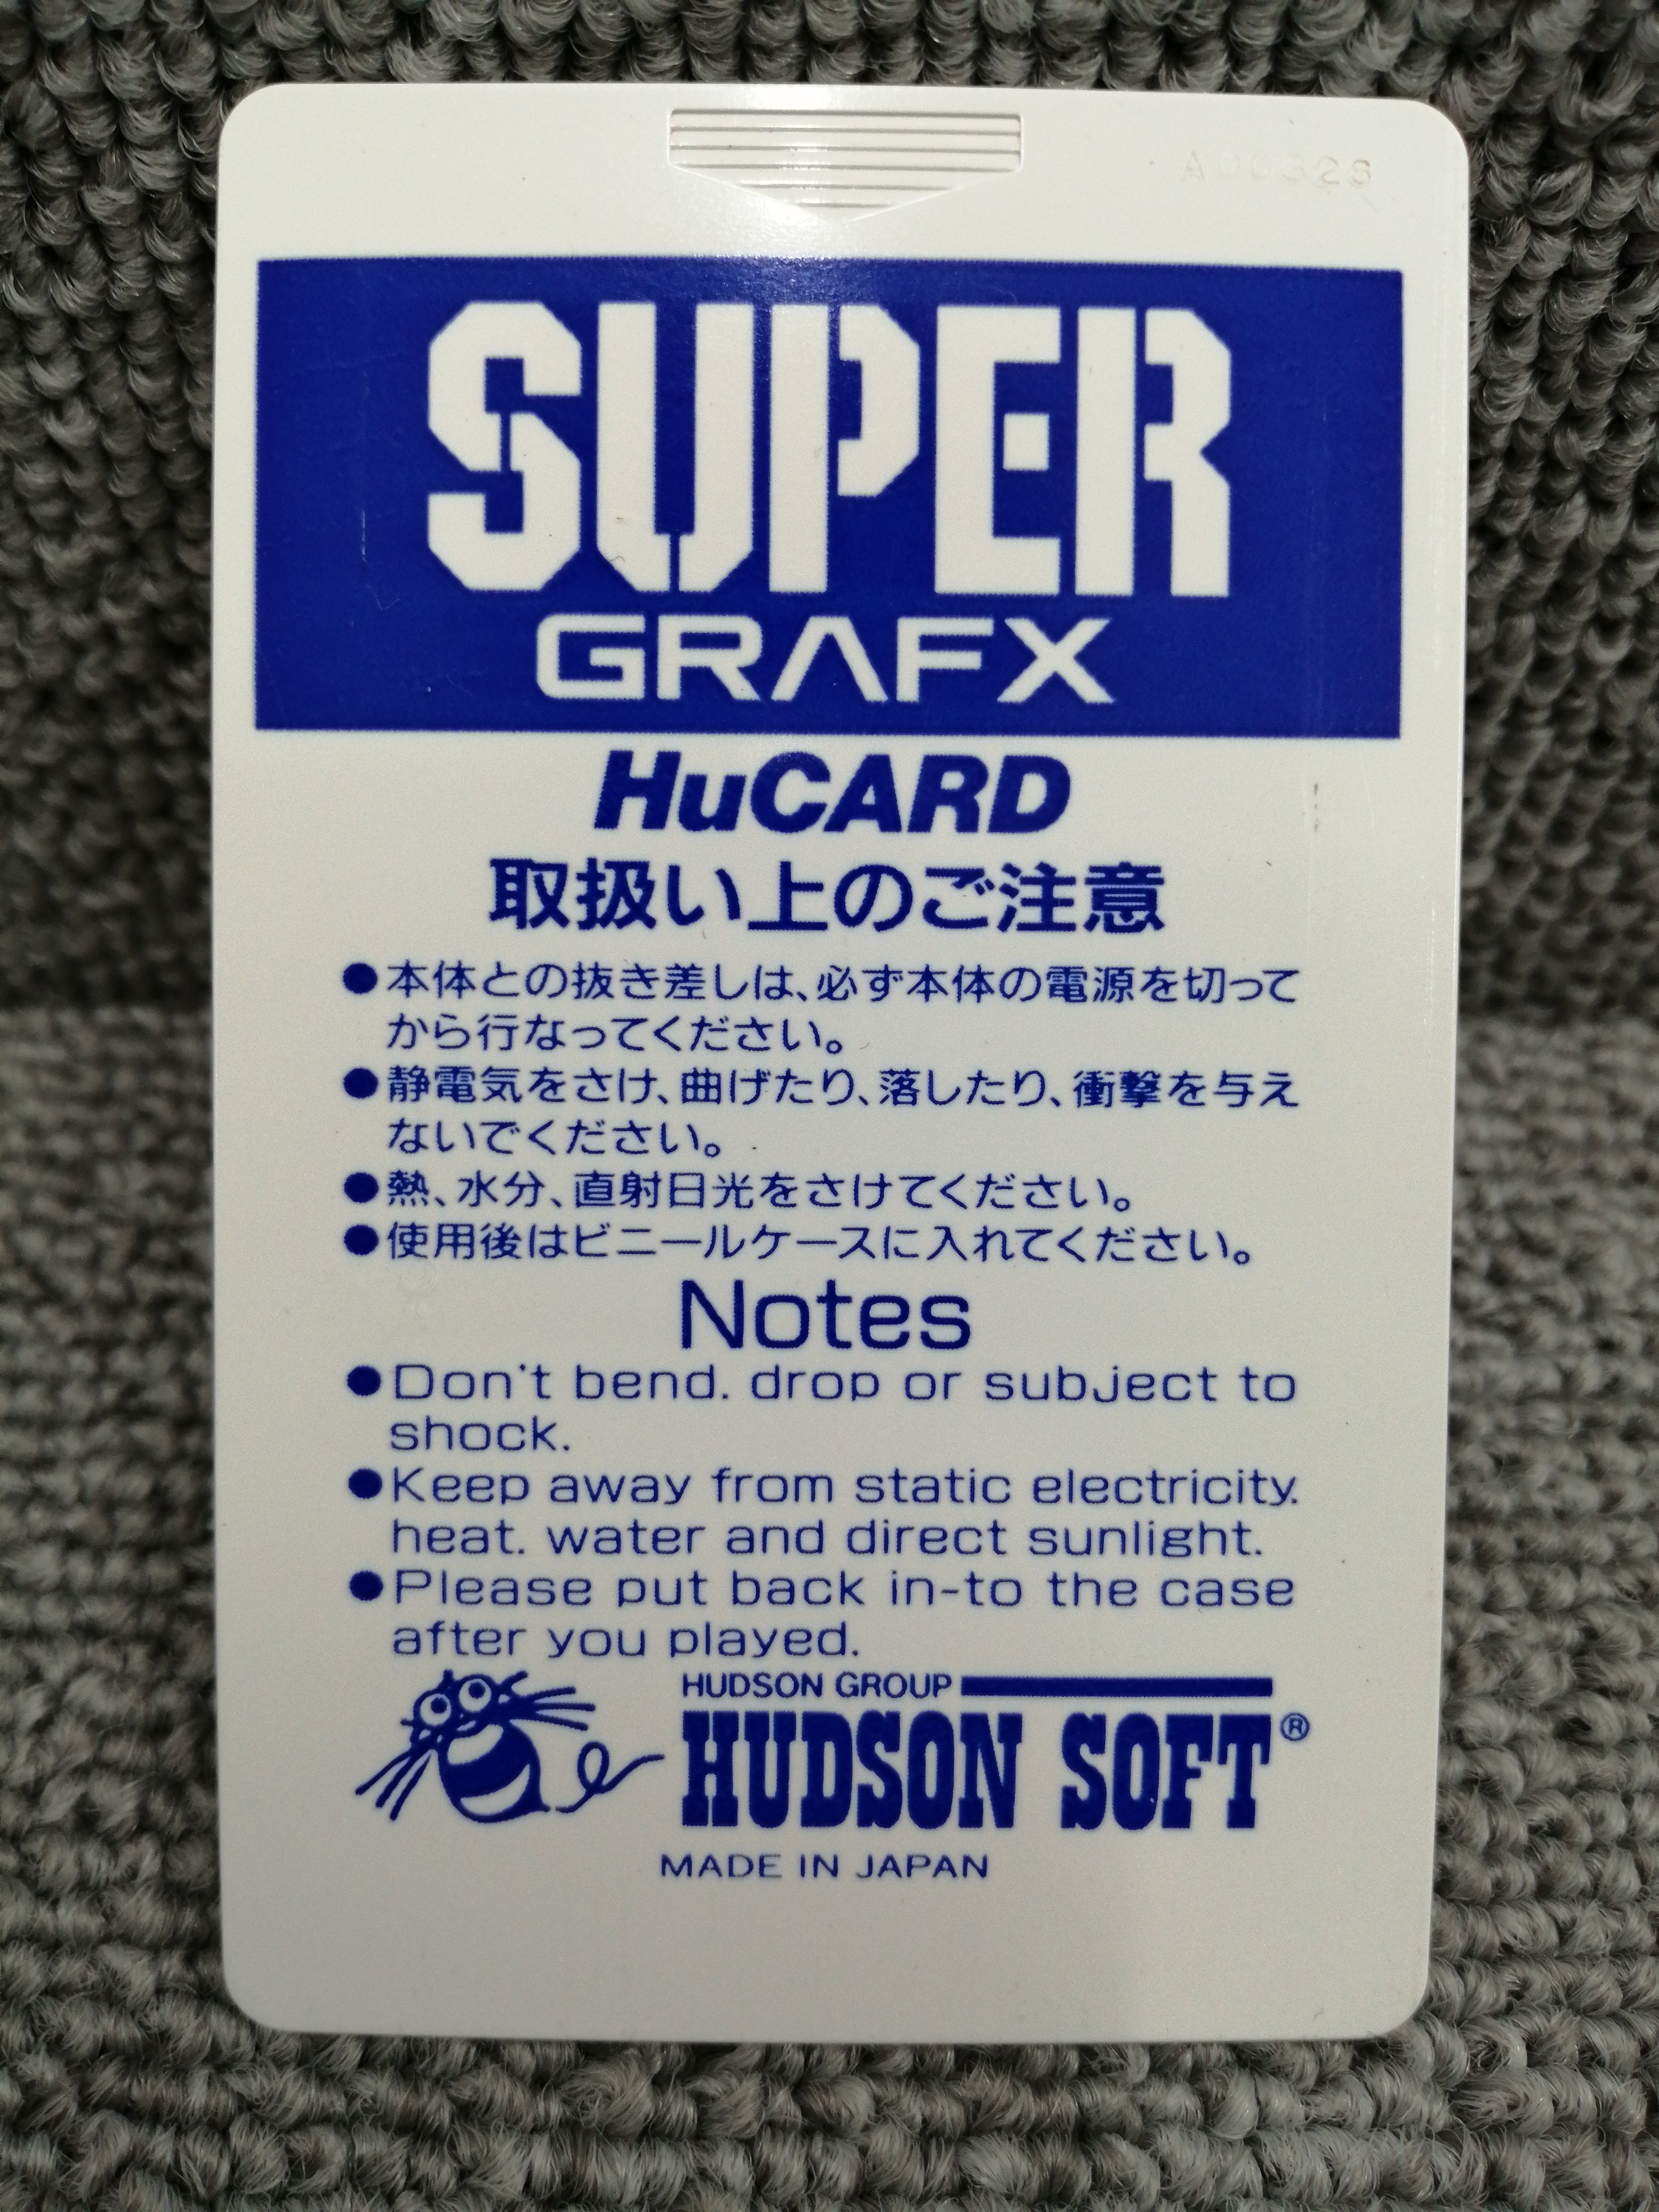 SUPER
GRAFX
HuCARD
取扱い上のご注意
●本体との抜き差しは、必ず本体の電源を切って
から行なってください。
●静電気をさけ、曲げたり、落したり、衝撃を与え
ないでください。
●熱、水分、直射日光をさけてください。
●使用後はビニールケースに入れてください。
Notes
●Don't bend. drop or subject to
shock.
●Keep away from static electricity.
heat. water and direct sunlight.
●Please put back in-to the case
after you played.
HUDSON GROUP
HUDSON SOFT®
MADE IN JAPAN